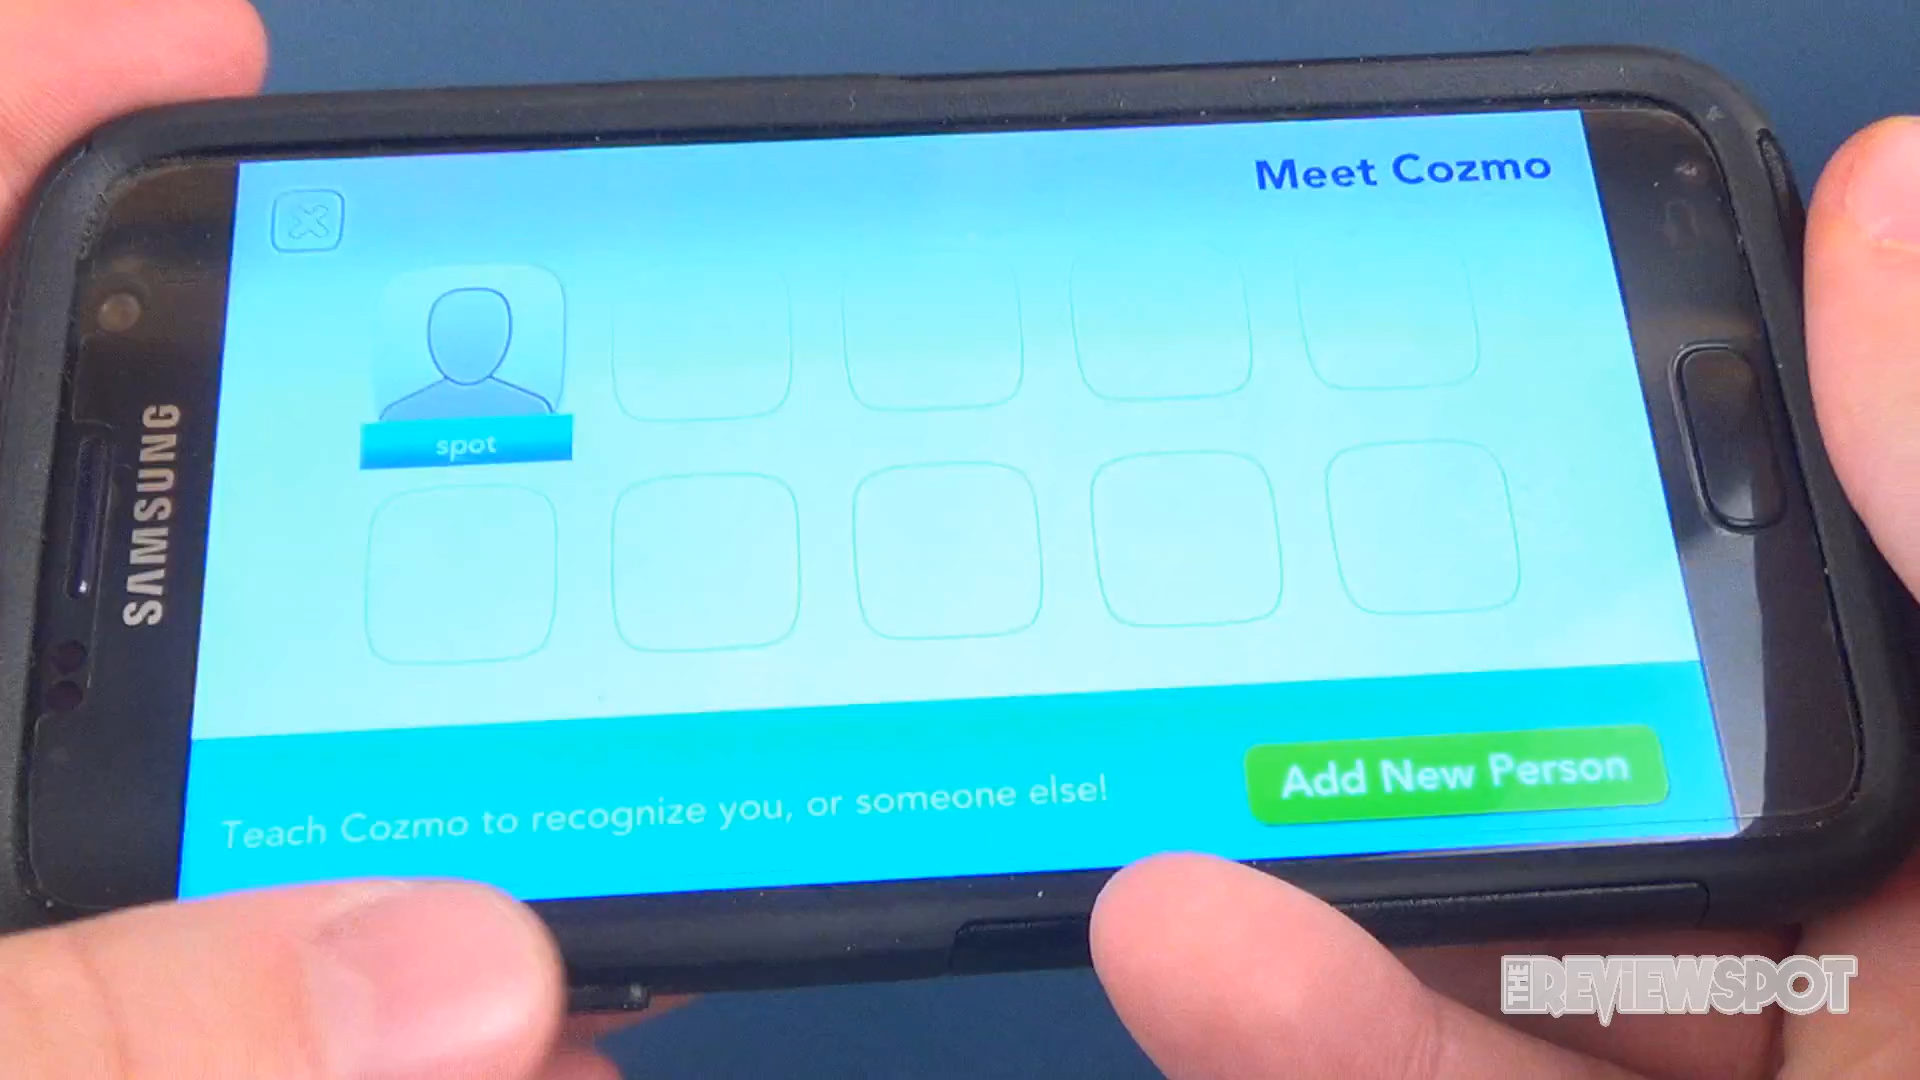 Meet Cozmo
spot
SAMSUNG
Teach Cozmo to recognize you, or someone else!
Add New Person
THE REVIEWSPOT